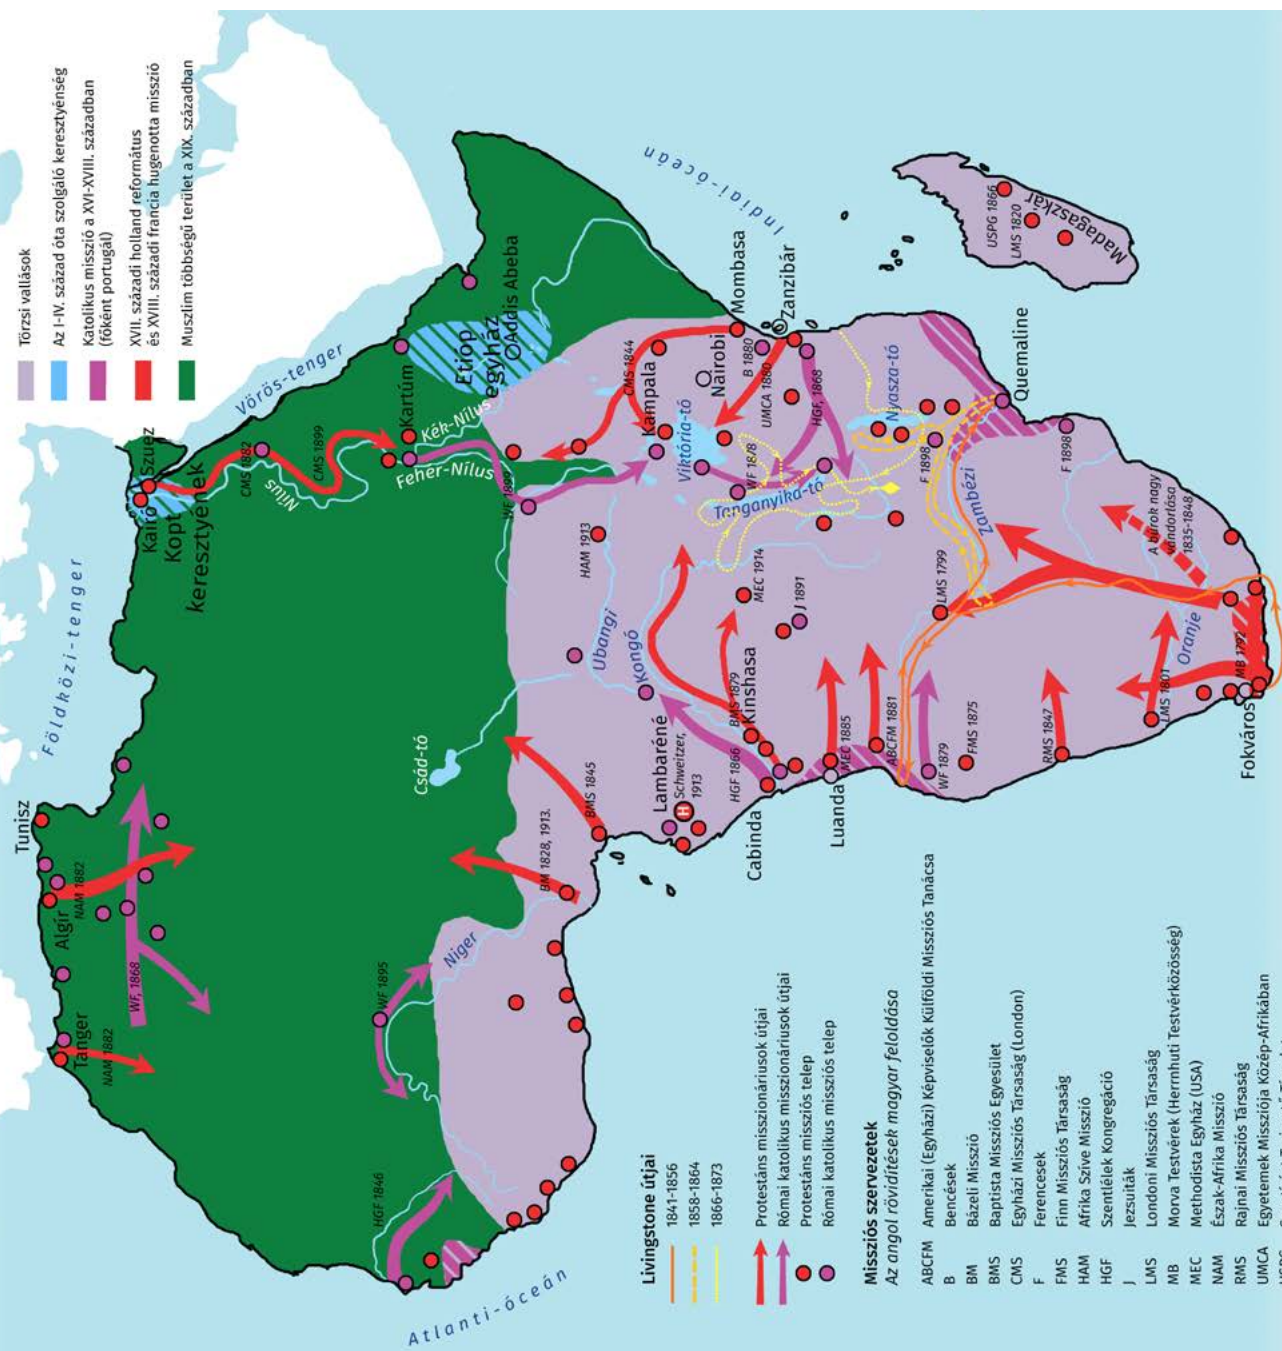 Törzsi vallások
Az I-IV. század óta szolgáló keresztyénség
Katolikus misszió a XVI-XVIII. században
(főként portugál)
XVII. századi holland református
és XVIII. századi francia hugenotta misszió
Muszlim többségű terület a XIX. században
Földközi-tenger
Vörös-tenger
Indiai-óceán
Atlanti-óceán
Tanger
NAM 1882
Algír
NAM 1882
Tunisz
WF, 1868
Kairó
Szuez
Kopt
keresztyének
CMS 1882
Nílus
CMS 1899
Kartúm
Kék-Nílus
Fehér-Nílus
WF 1899
Etiop
egyház
Addis Abeba
HGF 1846
WF 1895
Niger
Csád-tó
BM 1828, 1913.
BMS 1845
HAM 1913
Ubangi
Kongó
Lambaréné
Schweitzer,
1913
H
HGF 1866
BMS 1879
Kinshasa
Cabinda
MEC 1914
J 1891
CMS 1844
Kampala
Viktória-tó
Nairobi
Mombasa
B 1880
Zanzibár
UMCA 1880
HGF, 1868
WF 1878
Tanganyika-tó
Nyasza-tó
F 1898
Quemaline
Zambézi
F 1898
Luanda
MEC 1885
ABCFM 1881
WF 1879
FMS 1875
LMS 1799
RMS 1847
LMS 1801
A búrok nagy
vándorlása
1835-1848
Oranje
MB 1792
Fokváros
USPG 1866
LMS 1820
Madagaszkár
Livingstone útjai
1841-1856
1858-1864
1866-1873
Protestáns misszionáriusok útjai
Római katolikus misszionáriusok útjai
Protestáns missziós telep
Római katolikus missziós telep
Missziós szervezetek
Az angol rövidítések magyar feloldása
ABCFM Amerikai (Egyházi) Képviselők Külföldi Missziós Tanácsa
B Bencések
BM Bázeli Misszió
BMS Baptista Missziós Egyesület
CMS Egyházi Missziós Társaság (London)
F Ferencesek
FMS Finn Missziós Társaság
HAM Afrika Szíve Misszió
HGF Szentlélek Kongregáció
J Jezsuiták
LMS Londoni Missziós Társaság
MB Morva Testvérek (Herrnhuti Testvérközösség)
MEC Methodista Egyház (USA)
NAM Észak-Afrika Misszió
RMS Rajnai Missziós Társaság
UMCA Egyetemek Missziója Közép-Afrikában